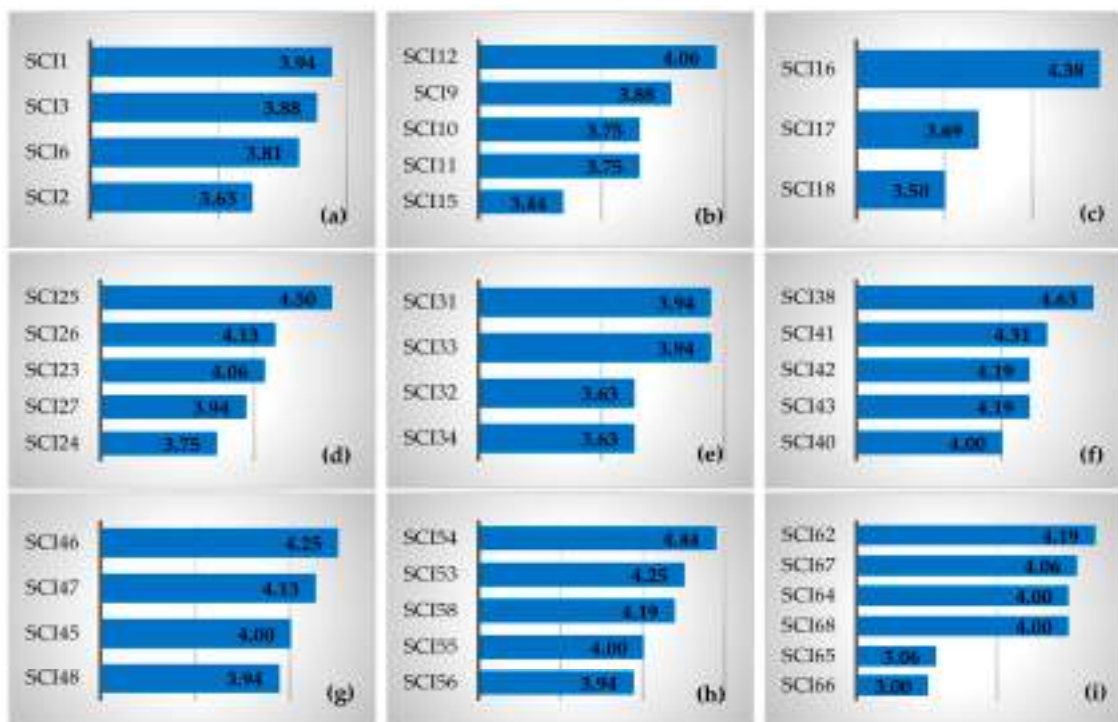 SCI1 3.94
SCI3 3.88
SCI6 3.81
SCI2 3.63
(a)
SCI12 4.06
SCI9 3.88
SCI10 3.75
SCI11 3.75
SCI15 3.44
(b)
SCI16 4.38
SCI17 3.69
SCI18 3.50
(c)
SCI25 4.50
SCI26 4.13
SCI23 4.06
SCI27 3.94
SCI24 3.75
(d)
SCI31 3.94
SCI33 3.94
SCI32 3.63
SCI34 3.63
(e)
SCI38 4.63
SCI41 4.31
SCI42 4.19
SCI43 4.19
SCI40 4.00
(f)
SCI46 4.25
SCI47 4.13
SCI45 4.00
SCI48 3.94
(g)
SCI54 4.44
SCI53 4.25
SCI58 4.19
SCI55 4.00
SCI56 3.94
(h)
SCI62 4.19
SCI67 4.06
SCI64 4.00
SCI68 4.00
SCI65 3.06
SCI66 3.00
(i)